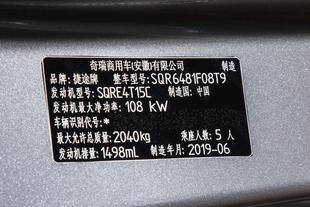 奇瑞商用车(安徽)有限公司 制造
品牌：捷途牌 整车型号：SQR6481F08T9
发动机型号：SQRE4T15C 制造国：中国
发动机最大净功率：108 kW
车辆识别代号：*
最大允许总质量：2040kg 乘座人数：5 人
发动机排量：1498mL 制造年月：2019-06